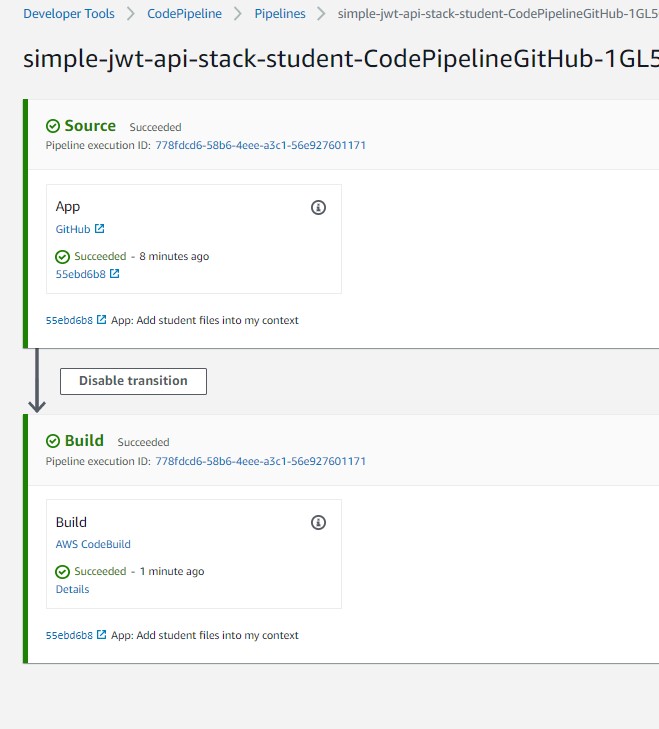 Developer Tools > CodePipeline > Pipelines > simple-jwt-api-stack-student-CodePipelineGitHub-1GL5
simple-jwt-api-stack-student-CodePipelineGitHub-1GL5
Source Succeeded
Pipeline execution ID: 778fdcd6-58b6-4eee-a3c1-56e927601171
App
GitHub
Succeeded - 8 minutes ago
55ebd6b8
55ebd6b8 App: Add student files into my context
Disable transition
Build Succeeded
Pipeline execution ID: 778fdcd6-58b6-4eee-a3c1-56e927601171
Build
AWS CodeBuild
Succeeded - 1 minute ago
Details
55ebd6b8 App: Add student files into my context